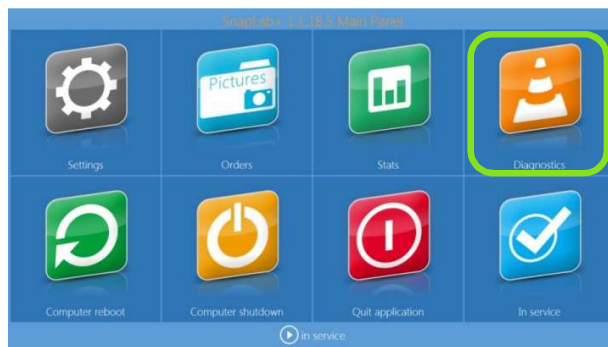 SnapLab+ 1.1.18.5 Main Panel
Pictures
Settings
Orders
Stats
Diagnostics
Computer reboot
Computer shutdown
Quit application
In service
in service